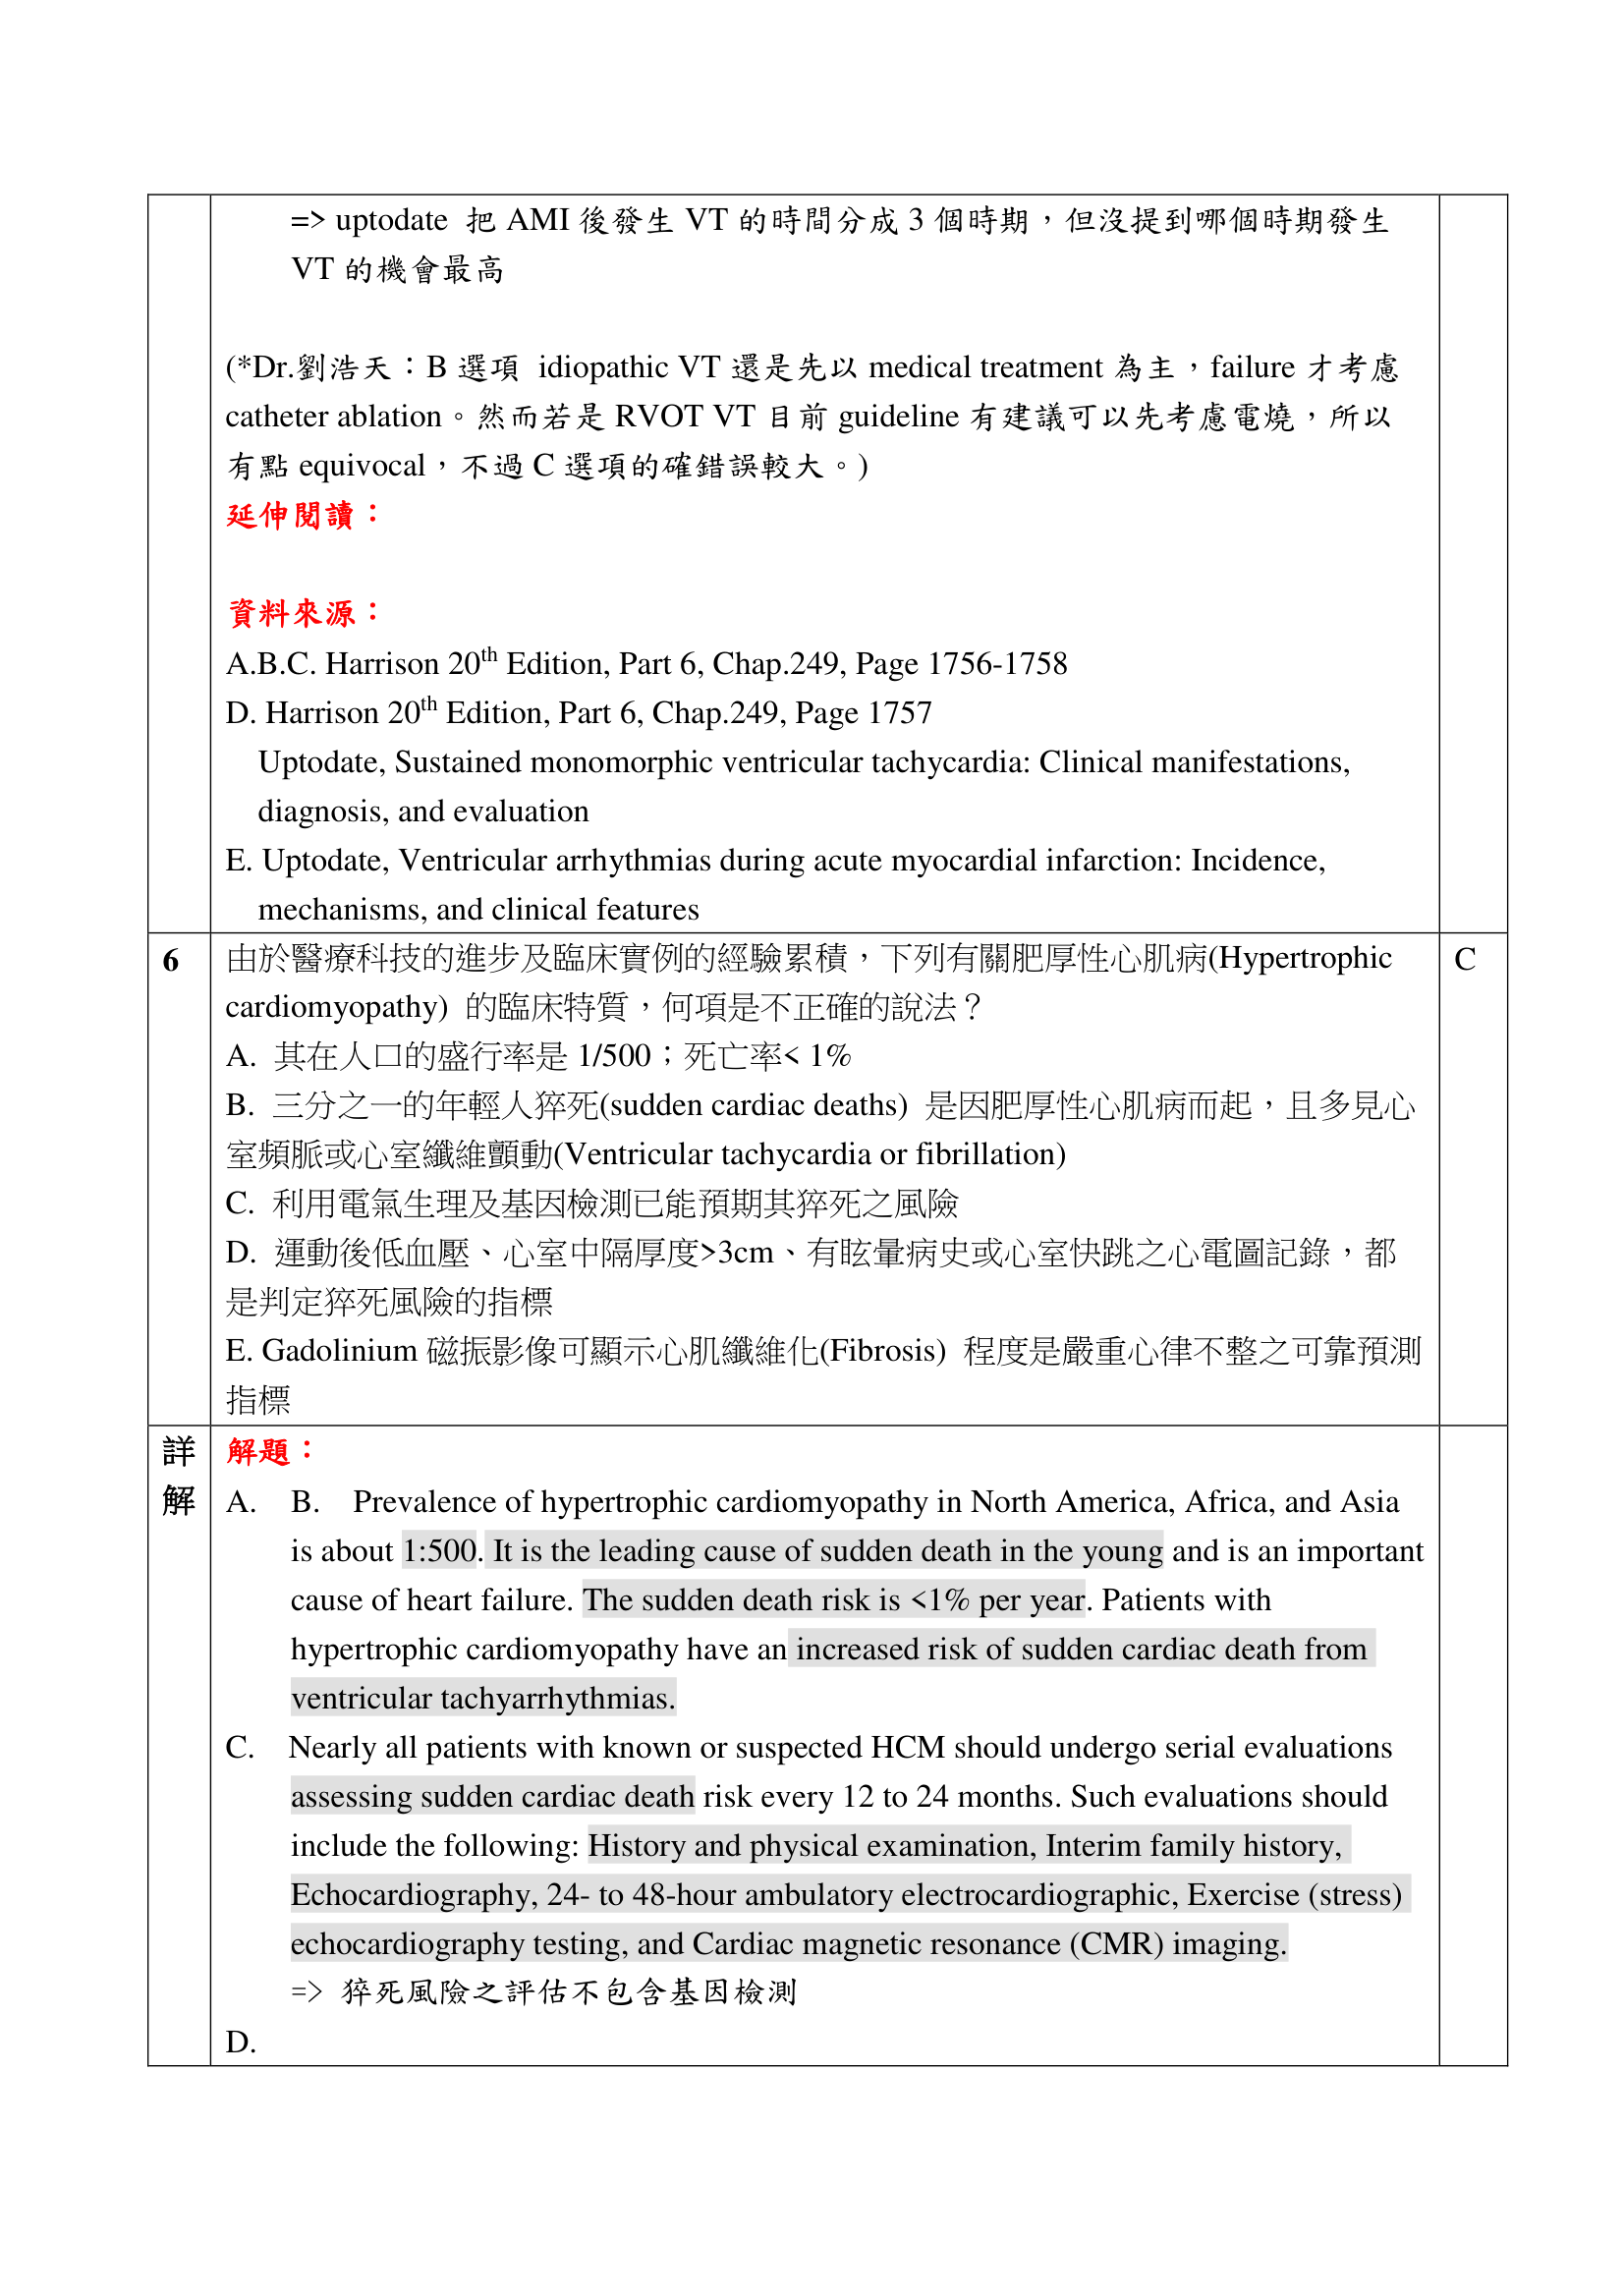 => uptodate 把 AMI 後發生 VT 的時間分成 3 個時期，但沒提到哪個時期發生
VT 的機會最高
(*Dr.劉浩天：B 選項 idiopathic VT 還是先以 medical treatment 為主，failure 才考慮
catheter ablation。然而若是 RVOT VT 目前 guideline 有建議可以先考慮電燒，所以
有點 equivocal，不過 C 選項的確錯誤較大。)
延伸閱讀：
資料來源：
A.B.C. Harrison 20th Edition, Part 6, Chap.249, Page 1756-1758
D. Harrison 20th Edition, Part 6, Chap.249, Page 1757
Uptodate, Sustained monomorphic ventricular tachycardia: Clinical manifestations,
diagnosis, and evaluation
E. Uptodate, Ventricular arrhythmias during acute myocardial infarction: Incidence,
mechanisms, and clinical features
6 由於醫療科技的進步及臨床實例的經驗累積，下列有關肥厚性心肌病(Hypertrophic C
cardiomyopathy) 的臨床特質，何項是不正確的說法？
A. 其在人口的盛行率是 1/500；死亡率< 1%
B. 三分之一的年輕人猝死(sudden cardiac deaths) 是因肥厚性心肌病而起，且多見心
室頻脈或心室纖維顫動(Ventricular tachycardia or fibrillation)
C. 利用電氣生理及基因檢測已能預期其猝死之風險
D. 運動後低血壓、心室中隔厚度>3cm、有眩暈病史或心室快跳之心電圖記錄，都
是判定猝死風險的指標
E. Gadolinium 磁振影像可顯示心肌纖維化(Fibrosis) 程度是嚴重心律不整之可靠預測
指標
詳解 解題：
A. B. Prevalence of hypertrophic cardiomyopathy in North America, Africa, and Asia
is about 1:500. It is the leading cause of sudden death in the young and is an important
cause of heart failure. The sudden death risk is <1% per year. Patients with
hypertrophic cardiomyopathy have an increased risk of sudden cardiac death from
ventricular tachyarrhythmias.
C. Nearly all patients with known or suspected HCM should undergo serial evaluations
assessing sudden cardiac death risk every 12 to 24 months. Such evaluations should
include the following: History and physical examination, Interim family history,
Echocardiography, 24- to 48-hour ambulatory electrocardiographic, Exercise (stress)
echocardiography testing, and Cardiac magnetic resonance (CMR) imaging.
=> 猝死風險之評估不包含基因檢測
D.